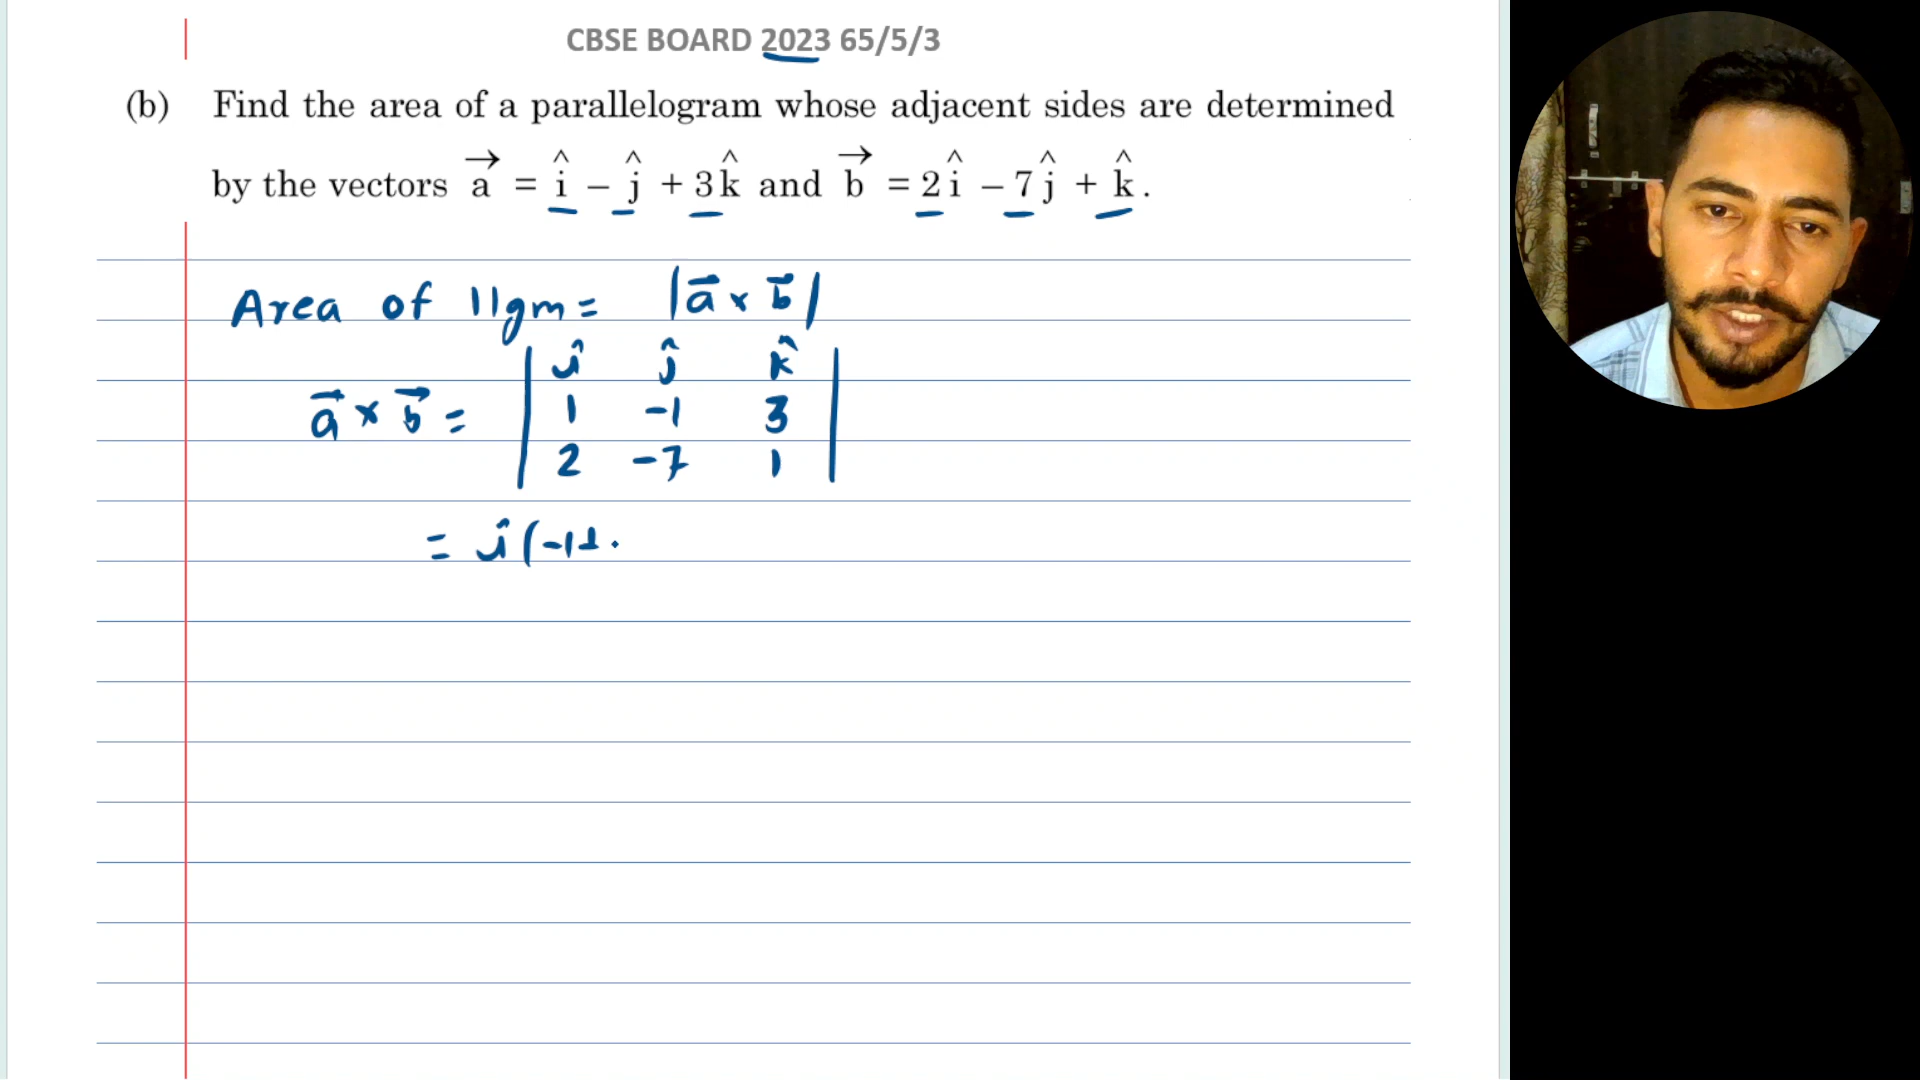 CBSE BOARD 2023 65/5/3
(b) Find the area of a parallelogram whose adjacent sides are determined
by the vectors a⃗ = î − ĵ + 3k̂ and b⃗ = 2î − 7ĵ + k̂.
Area of llgm = |a⃗ × b⃗|
a⃗ × b⃗ = | î ĵ k̂ |
| 1 -1 3 |
| 2 -7 1 |
= î(-1+